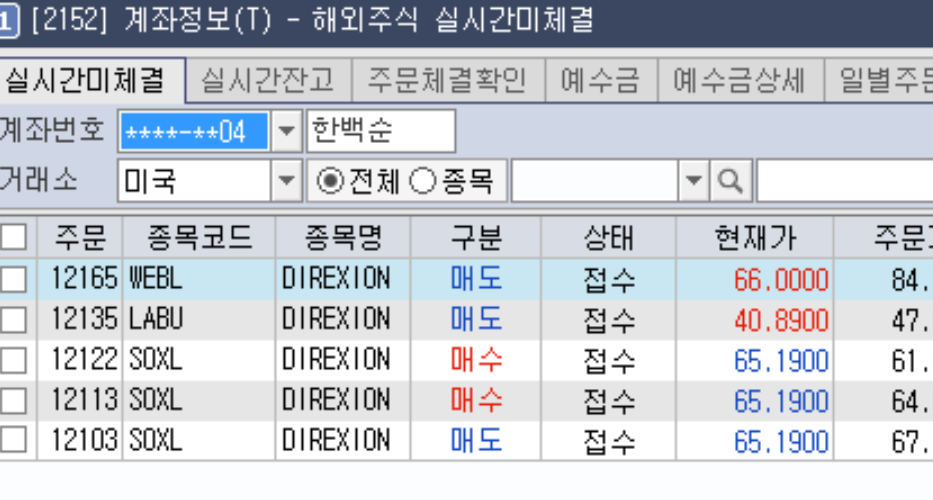 1 [2152] 계좌정보(T) - 해외주식 실시간미체결
실시간미체결 실시간잔고 주문체결확인 예수금 예수금상세 일별주문
계좌번호 ****-**04 한백순
거래소 미국 전체 종목
주문 종목코드 종목명 구분 상태 현재가 주문
12165 WEBL DIREXION 매도 접수 66.0000 84.
12135 LABU DIREXION 매도 접수 40.8900 47.
12122 SOXL DIREXION 매수 접수 65.1900 61.
12113 SOXL DIREXION 매수 접수 65.1900 64.
12103 SOXL DIREXION 매도 접수 65.1900 67.